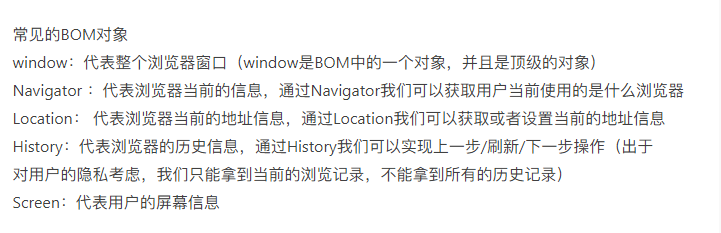 常见的BOM对象
window：代表整个浏览器窗口（window是BOM中的一个对象，并且是顶级的对象）
Navigator ：代表浏览器当前的信息，通过Navigator我们可以获取用户当前使用的是什么浏览器
Location： 代表浏览器当前的地址信息，通过Location我们可以获取或者设置当前的地址信息
History：代表浏览器的历史信息，通过History我们可以实现上一步/刷新/下一步操作（出于
对用户的隐私考虑，我们只能拿到当前的浏览记录，不能拿到所有的历史记录）
Screen：代表用户的屏幕信息